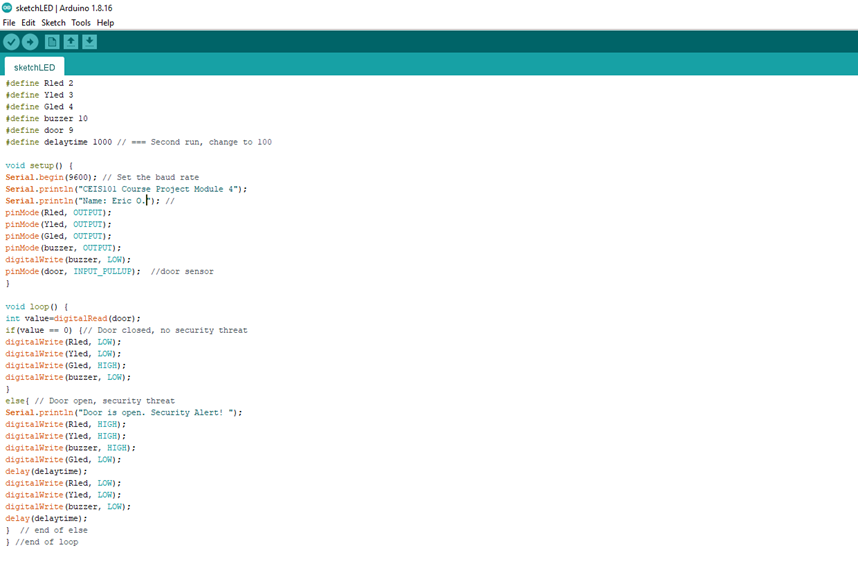 sketchLED | Arduino 1.8.16
File Edit Sketch Tools Help
sketchLED
#define Rled 2
#define Yled 3
#define Gled 4
#define buzzer 10
#define door 9
#define delaytime 1000 // === Second run, change to 100
void setup() {
Serial.begin(9600); // Set the baud rate
Serial.println("CEIS101 Course Project Module 4");
Serial.println("Name: Eric O."); //
pinMode(Rled, OUTPUT);
pinMode(Yled, OUTPUT);
pinMode(Gled, OUTPUT);
pinMode(buzzer, OUTPUT);
digitalWrite(buzzer, LOW);
pinMode(door, INPUT_PULLUP);  //door sensor
}
void loop() {
int value=digitalRead(door);
if(value == 0) {// Door closed, no security threat
digitalWrite(Rled, LOW);
digitalWrite(Yled, LOW);
digitalWrite(Gled, HIGH);
digitalWrite(buzzer, LOW);
}
else{ // Door open, security threat
Serial.println("Door is open. Security Alert! ");
digitalWrite(Rled, HIGH);
digitalWrite(Yled, HIGH);
digitalWrite(buzzer, HIGH);
digitalWrite(Gled, LOW);
delay(delaytime);
digitalWrite(Rled, LOW);
digitalWrite(Yled, LOW);
digitalWrite(buzzer, LOW);
delay(delaytime);
}  // end of else
} //end of loop